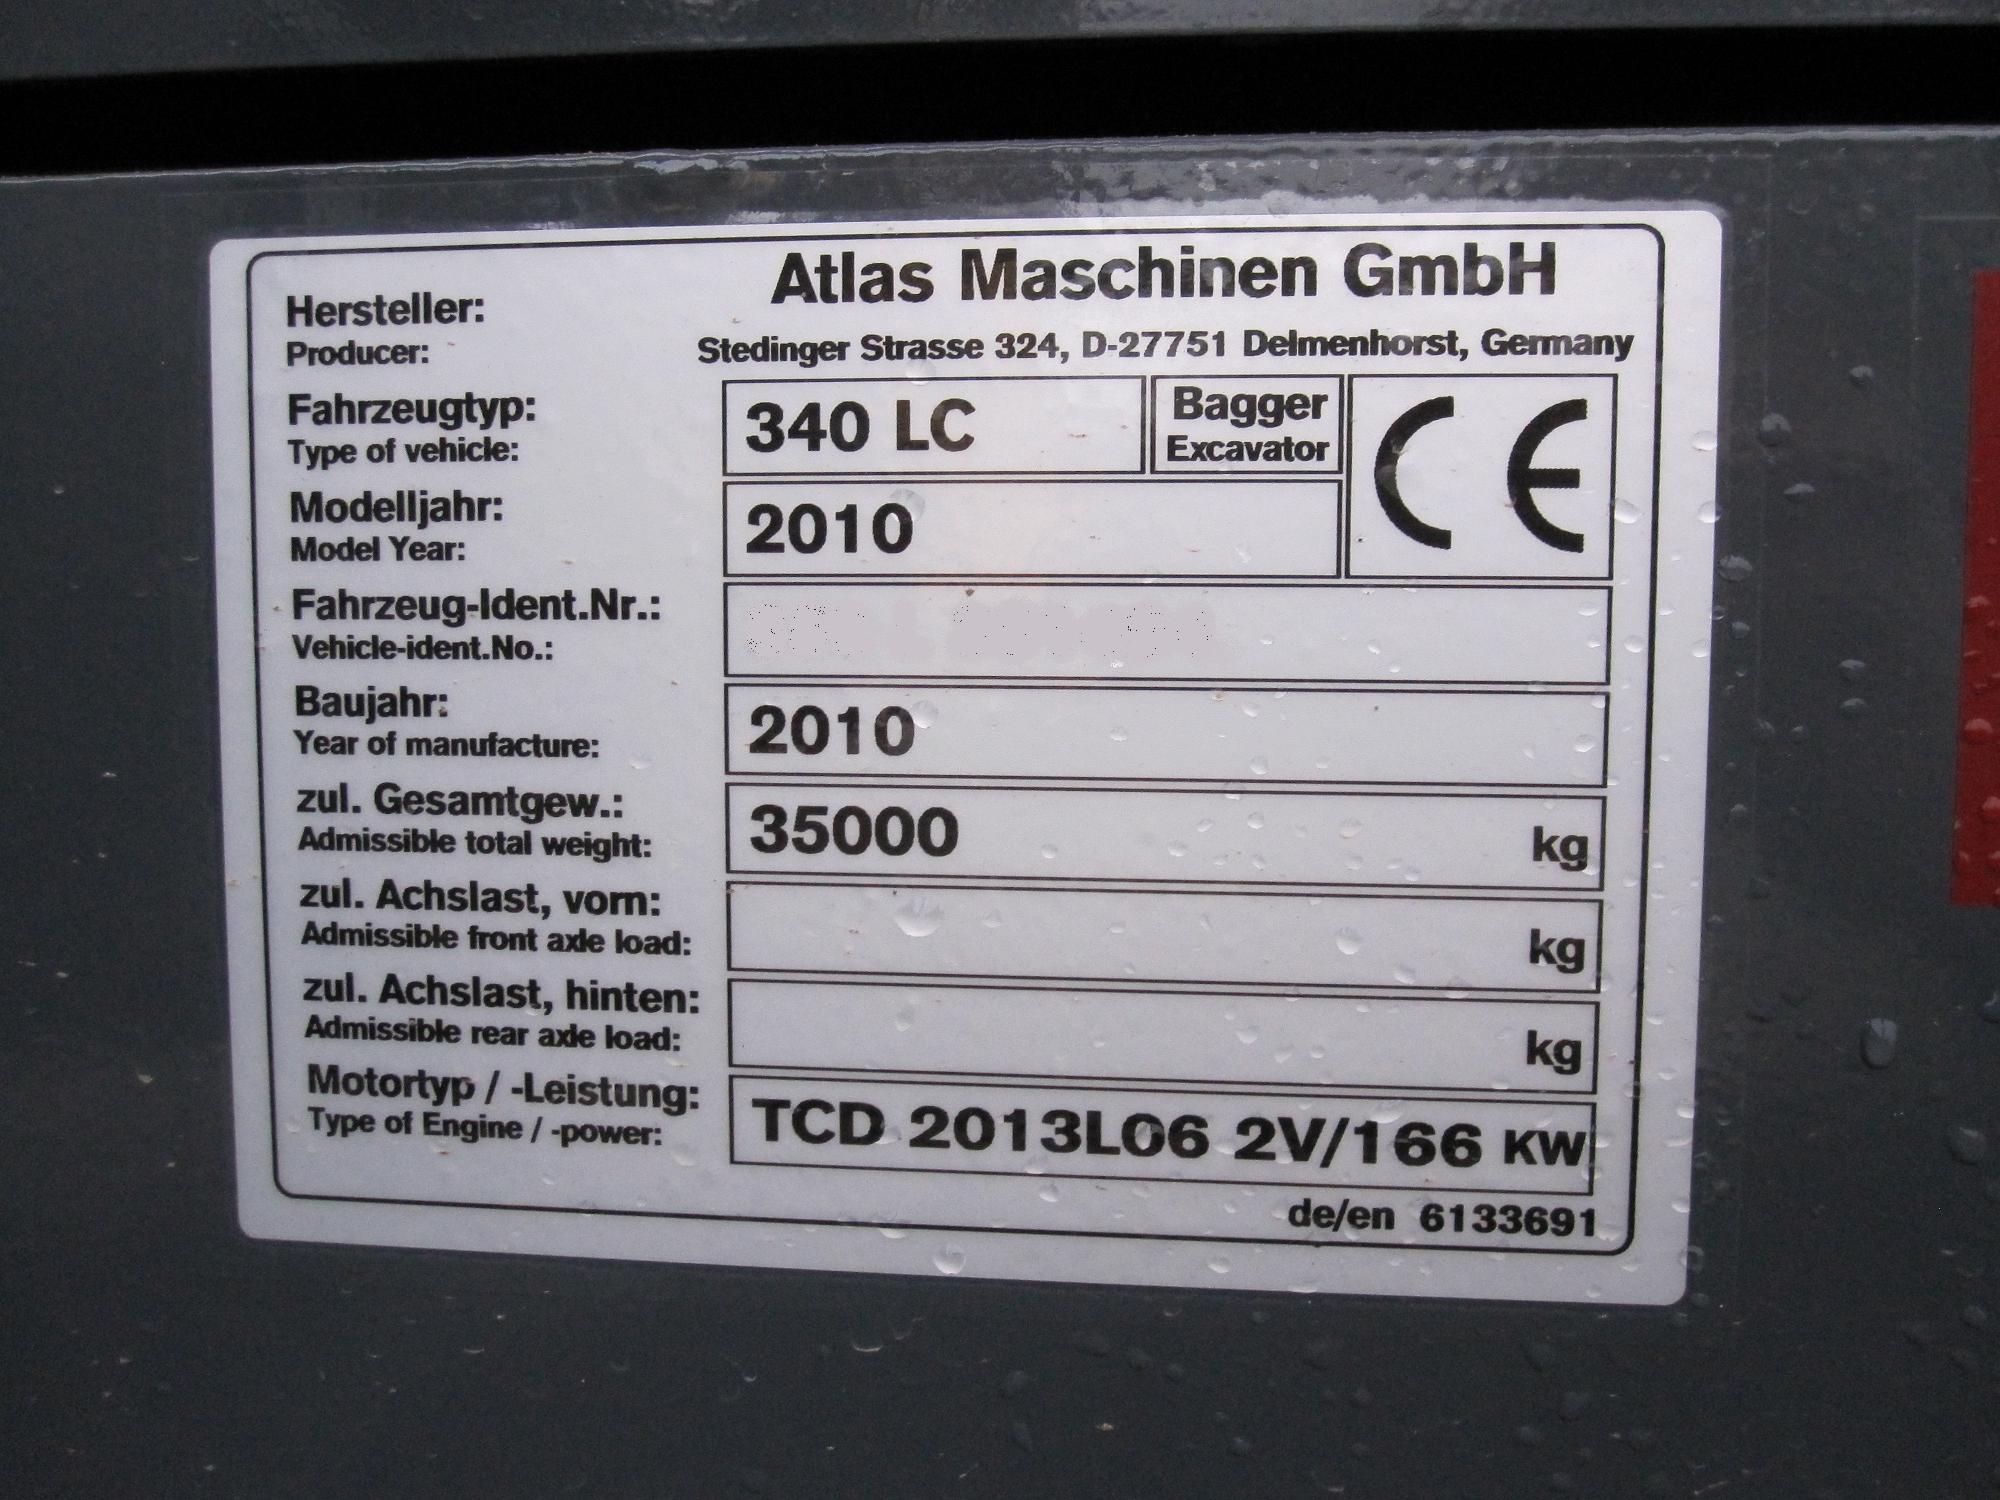 Atlas Maschinen GmbH
Hersteller:
Producer:
Stedinger Strasse 324, D-27751 Delmenhorst, Germany
Fahrzeugtyp:
Type of vehicle:
340 LC
Bagger
Excavator
CE
Modelljahr:
Model Year:
2010
Fahrzeug-Ident.Nr.:
Vehicle-ident.No.:
Baujahr:
Year of manufacture:
2010
zul. Gesamtgew.:
Admissible total weight:
35000 kg
zul. Achslast, vorn:
Admissible front axle load:
kg
zul. Achslast, hinten:
Admissible rear axle load:
kg
Motortyp / -Leistung:
Type of Engine / -power:
TCD 2013L06 2V/166 KW
de/en 6133691